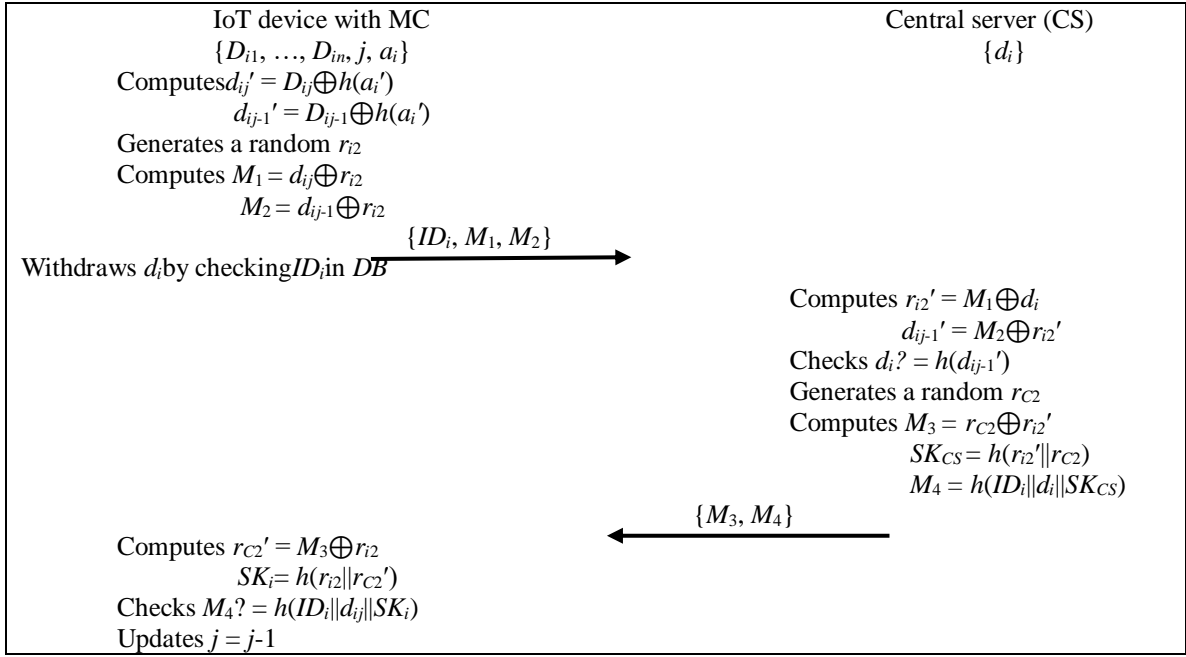 IoT device with MC
Central server (CS)
{Di1, …, Din, j, ai}
{di}
Computesdij′ = Dij⨁h(ai′)
dij-1′ = Dij-1⨁h(ai′)
Generates a random ri2
Computes M1 = dij⨁ri2
M2 = dij-1⨁ri2
{IDi, M1, M2}
Withdraws diby checkingIDiin DB
Computes ri2′ = M1⨁di
dij-1′ = M2⨁ri2′
Checks di? = h(dij-1′)
Generates a random rC2
Computes M3 = rC2⨁ri2′
SKCS = h(ri2′||rC2)
M4 = h(IDi||di||SKCS)
{M3, M4}
Computes rC2′ = M3⨁ri2
SKi= h(ri2||rC2′)
Checks M4? = h(IDi||dij||SKi)
Updates j = j-1